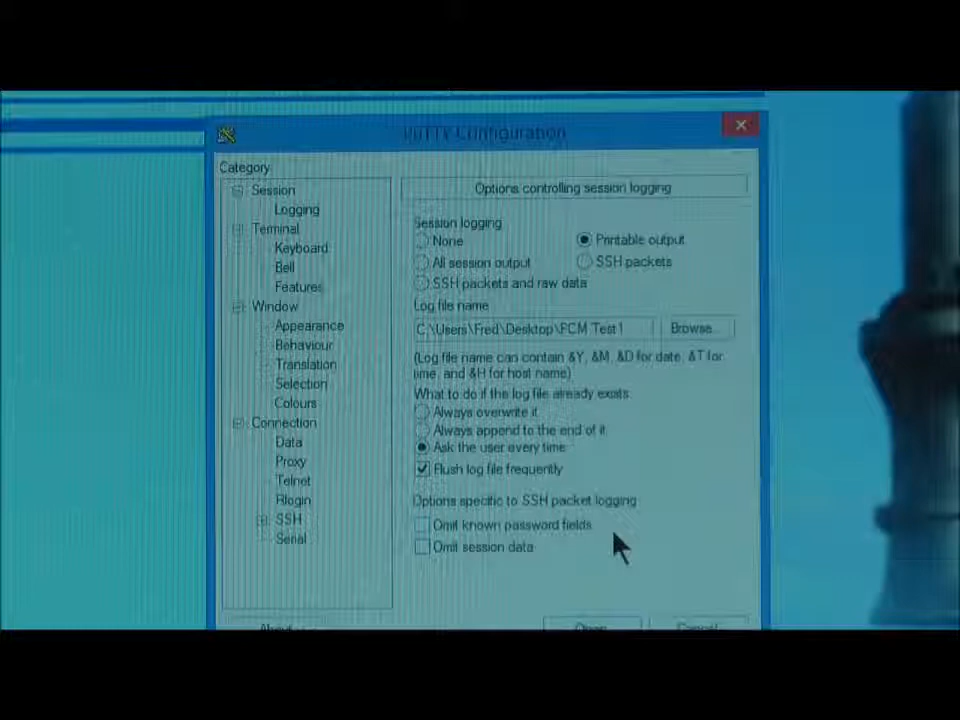 PuTTY Configuration
Category
Session
Logging
Terminal
Keyboard
Bell
Features
Window
Appearance
Behaviour
Translation
Selection
Colours
Connection
Data
Proxy
Telnet
Rlogin
SSH
Serial
Options controlling session logging
Session logging
None
Printable output
All session output
SSH packets
SSH packets and raw data
Log file name
C:\Users\Fred\Desktop\FCM Test1
Browse...
(Log file name can contain &Y, &M, &D for date, &T for
time, and &H for host name)
What to do if the log file already exists:
Always overwrite it
Always append to the end of it
Ask the user every time
Flush log file frequently
Options specific to SSH packet logging
Omit known password fields
Omit session data
About
Open
Cancel